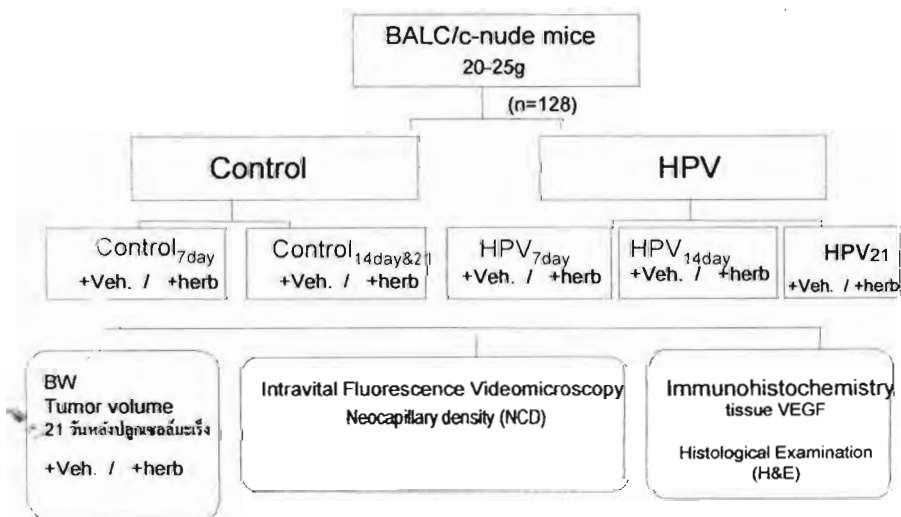 BALC/c-nude mice
20-25g
(n=128)
Control
HPV
Control7day
+Veh. / +herb
Control14day&21
+Veh. / +herb
HPV7day
+Veh. / +herb
HPV14day
+Veh. / +herb
HPV21
+Veh. / +herb
BW
Tumor volume
21 วันหลังปลูกเซลล์มะเร็ง
+Veh. / +herb
Intravital Fluorescence Videomicroscopy
Neocapillary density (NCD)
Immunohistochemistry
tissue VEGF
Histological Examination
(H&E)